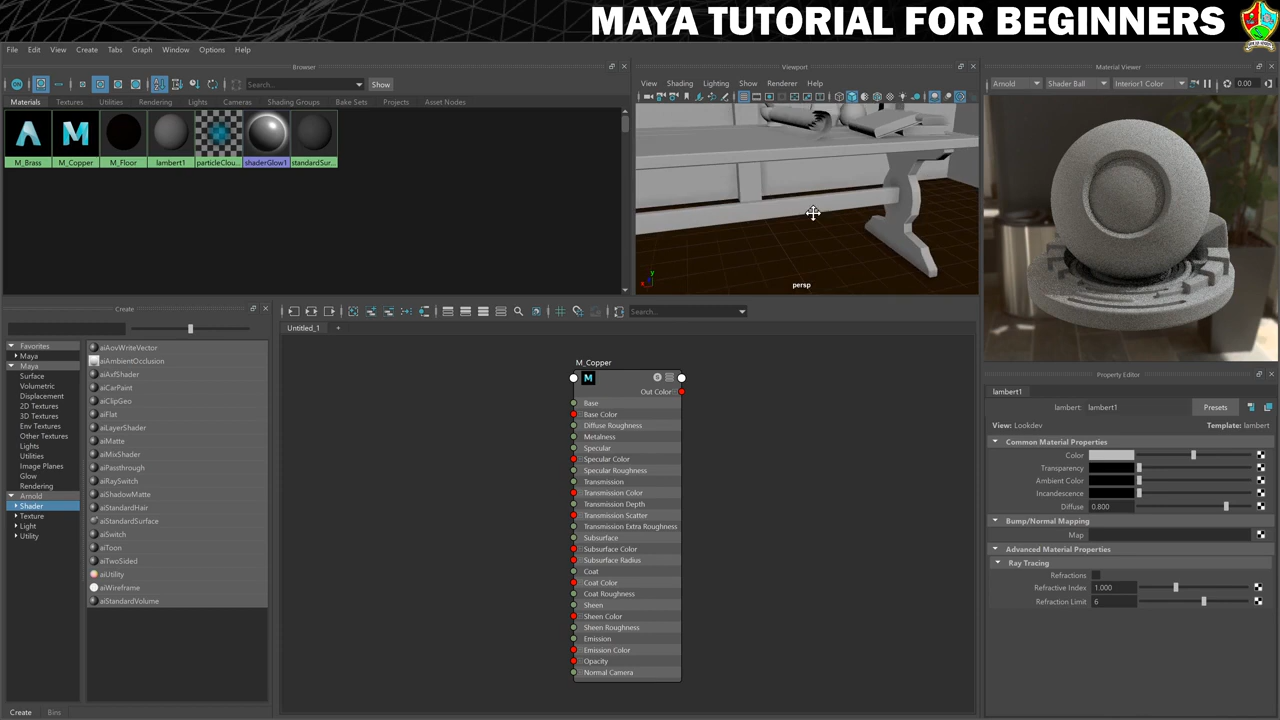 MAYA TUTORIAL FOR BEGINNERS
File Edit View Create Tabs Graph Window Options Help
Browser
Search... Show
Materials Textures Utilities Rendering Lights Cameras Shading Groups Bake Sets Projects Asset Nodes
M_Brass M_Copper M_Floor lambert1 particleClou... shaderGlow1 standardSur...
Viewport
View Shading Lighting Show Renderer Help
persp
Material Viewer
Arnold Shader Ball Interior1 Color 0.00
Create
Favorites
Maya
Maya
Surface
Volumetric
Displacement
2D Textures
3D Textures
Env Textures
Other Textures
Lights
Utilities
Image Planes
Glow
Rendering
Arnold
Shader
Texture
Light
Utility
aiAovWriteVector
aiAmbientOcclusion
aiAxfShader
aiCarPaint
aiClipGeo
aiFlat
aiLayerShader
aiMatte
aiMixShader
aiPassthrough
aiRaySwitch
aiShadowMatte
aiStandardHair
aiStandardSurface
aiSwitch
aiToon
aiTwoSided
aiUtility
aiWireframe
aiStandardVolume
Create Bins
Search...
Untitled_1 +
M_Copper
M
Out Color
Base
Base Color
Diffuse Roughness
Metalness
Specular
Specular Color
Specular Roughness
Transmission
Transmission Color
Transmission Depth
Transmission Scatter
Transmission Extra Roughness
Subsurface
Subsurface Color
Subsurface Radius
Coat
Coat Color
Coat Roughness
Sheen
Sheen Color
Sheen Roughness
Emission
Emission Color
Opacity
Normal Camera
Property Editor
lambert1
lambert: lambert1 Presets
View: Lookdev Template: lambert
Common Material Properties
Color
Transparency
Ambient Color
Incandescence
Diffuse 0.800
Bump/Normal Mapping
Map
Advanced Material Properties
Ray Tracing
Refractions
Refractive Index 1.000
Refraction Limit 6